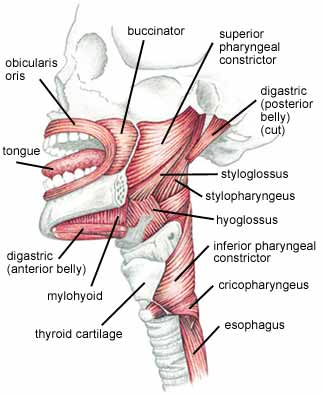 buccinator
superior
pharyngeal
constrictor
obicularis
oris
digastric
(posterior
belly)
(cut)
tongue
styloglossus
stylopharyngeus
hyoglossus
digastric
(anterior belly)
inferior pharyngeal
constrictor
mylohyoid
cricopharyngeus
thyroid cartilage
esophagus